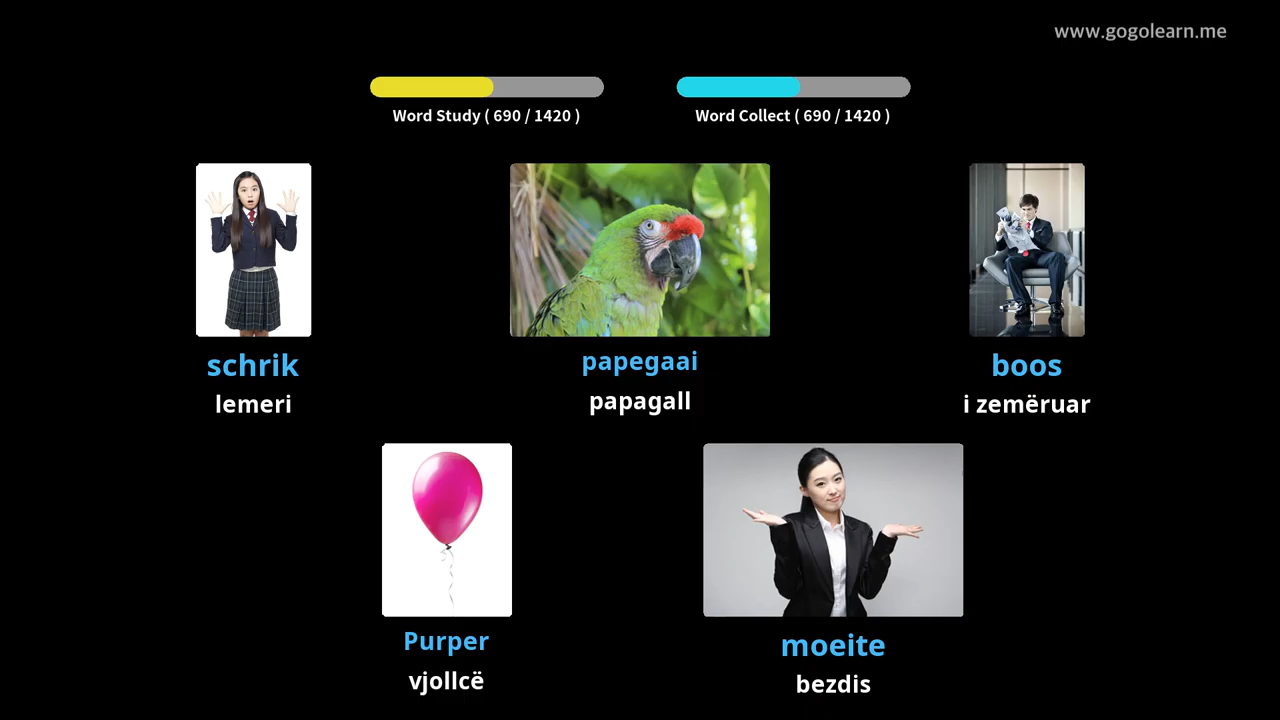 www.gogolearn.me
Word Study ( 690 / 1420 )
Word Collect ( 690 / 1420 )
schrik
lemeri
papegaai
papagall
boos
i zemëruar
Purper
vjollcë
moeite
bezdis